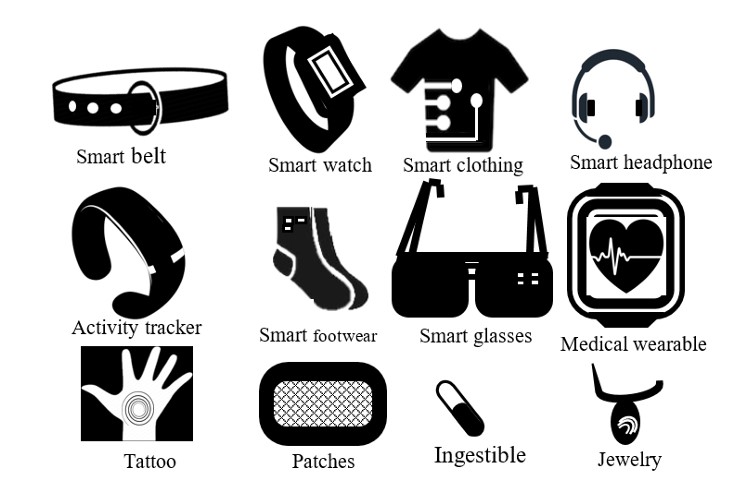 Smart belt
Smart watch
Smart clothing
Smart headphone
Activity tracker
Smart footwear
Smart glasses
Medical wearable
Tattoo
Patches
Ingestible
Jewelry